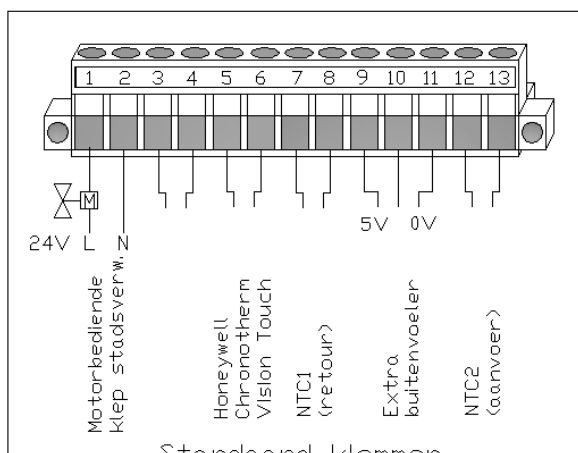 1 2 3 4 5 6 7 8 9 10 11 12 13
M
5V 0V
24V L N
Motorbediende
klep stadsverw.
Honeywell
Chronotherm
Vision Touch
NTC1
(retour)
Extra
buitenvoeler
NTC2
(aanvoer)